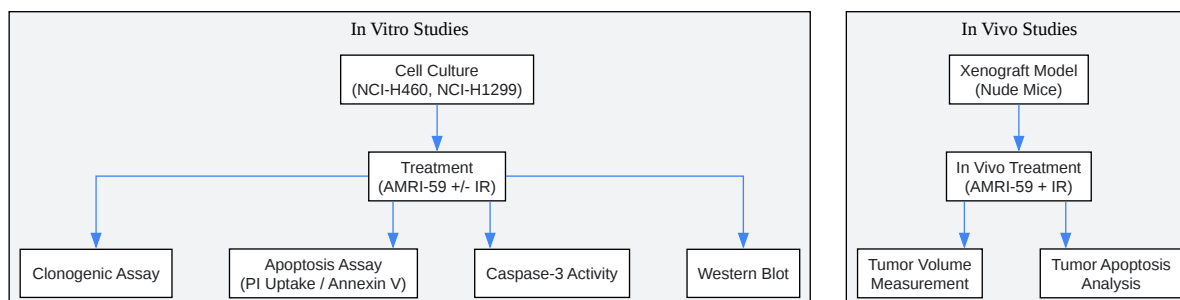 In Vitro Studies
Cell Culture
(NCI-H460, NCI-H1299)
Treatment
(AMRI-59 +/- IR)
Clonogenic Assay
Apoptosis Assay
(PI Uptake / Annexin V)
Caspase-3 Activity
Western Blot
In Vivo Studies
Xenograft Model
(Nude Mice)
In Vivo Treatment
(AMRI-59 + IR)
Tumor Volume
Measurement
Tumor Apoptosis
Analysis